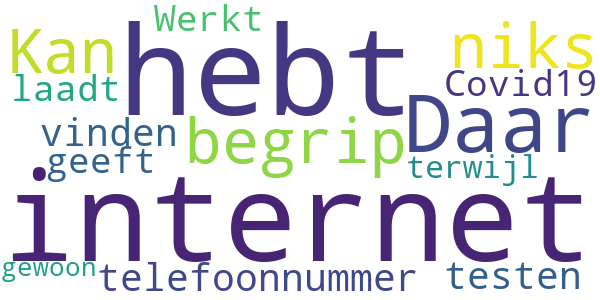 Werkt
Kan hebt niks
laadt Covid19
vinden begrip Daar
geeft terwijl
internet
gewoon telefoonnummer testen